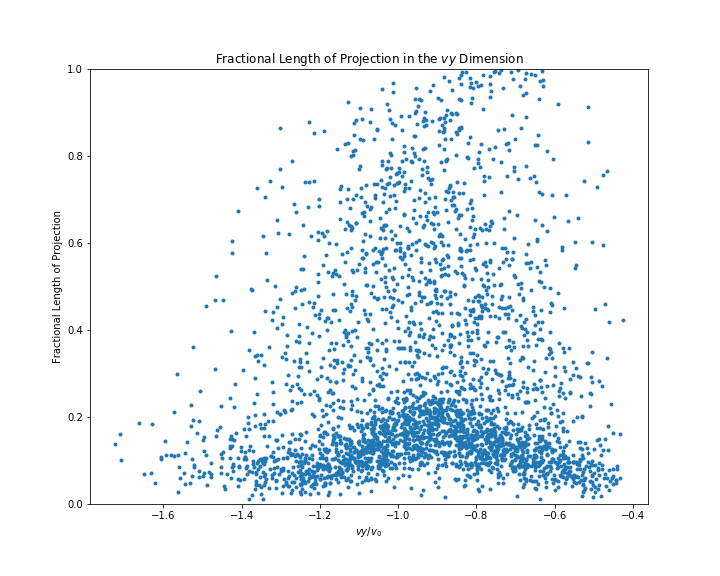 Fractional Length of Projection in the vy Dimension
1.0
0.8
0.6
0.4
0.2
0.0
Fractional Length of Projection
−1.6 −1.4 −1.2 −1.0 −0.8 −0.6 −0.4
vy/v₀